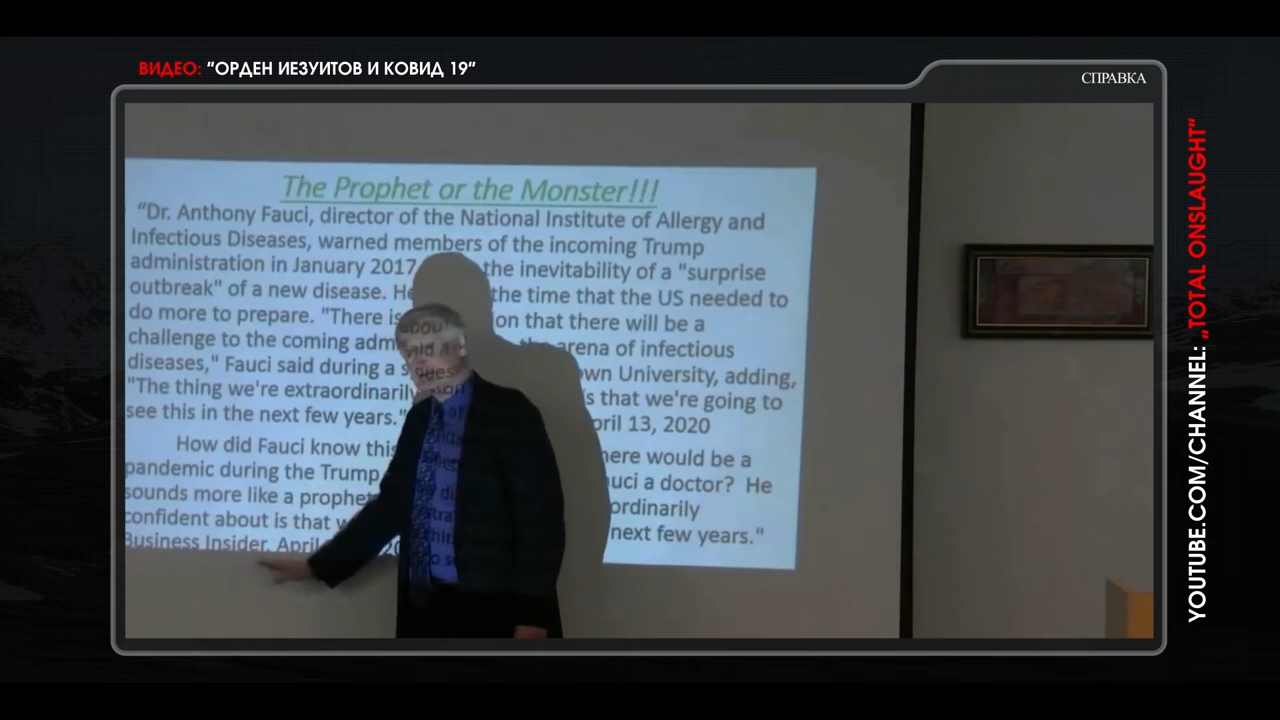 ВИДЕО: "ОРДЕН ИЕЗУИТОВ И КОВИД 19"
СПРАВКА
The Prophet or the Monster!!!
“Dr. Anthony Fauci, director of the National Institute of Allergy and
Infectious Diseases, warned members of the incoming Trump
administration in January 2017 the inevitability of a "surprise
outbreak" of a new disease. He the time that the US needed to
do more to prepare. "There is that there will be a
challenge to the coming arena of infectious
diseases," Fauci said during a University, adding,
"The thing we're extraordinarily is that we're going to
see this in the next few years." April 13, 2020
How did Fauci know this there would be a
pandemic during the Trump a doctor? He
sounds more like a prophet
confident about is that next few years."
Business Insider, April
YOUTUBE.COM/CHANNEL: „TOTAL ONSLAUGHT“